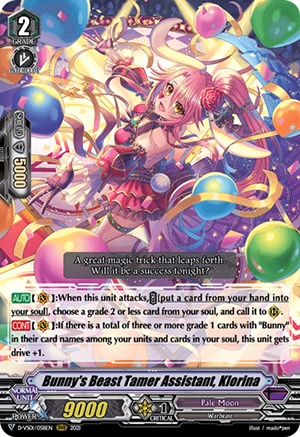 2
GRADE
INTERCEPT
SHIELD
5000
A great magic trick that leaps forth.
Will it be a success tonight?
AUTO [ ]:When this unit attacks, [put a card from your hand into
your soul], choose a grade 2 or less card from your soul, and call it to
CONT [ ]:If there is a total of three or more grade 1 cards with "Bunny"
in their card names among your units and cards in your soul, this unit gets
drive +1.
Bunny's Beast Tamer Assistant, Klorina
NORMAL
UNIT
POWER
9000
1
CRITICAL
Pale Moon
Warbeast
D-VS01/058EN RRR 2021
illust / mado*pen